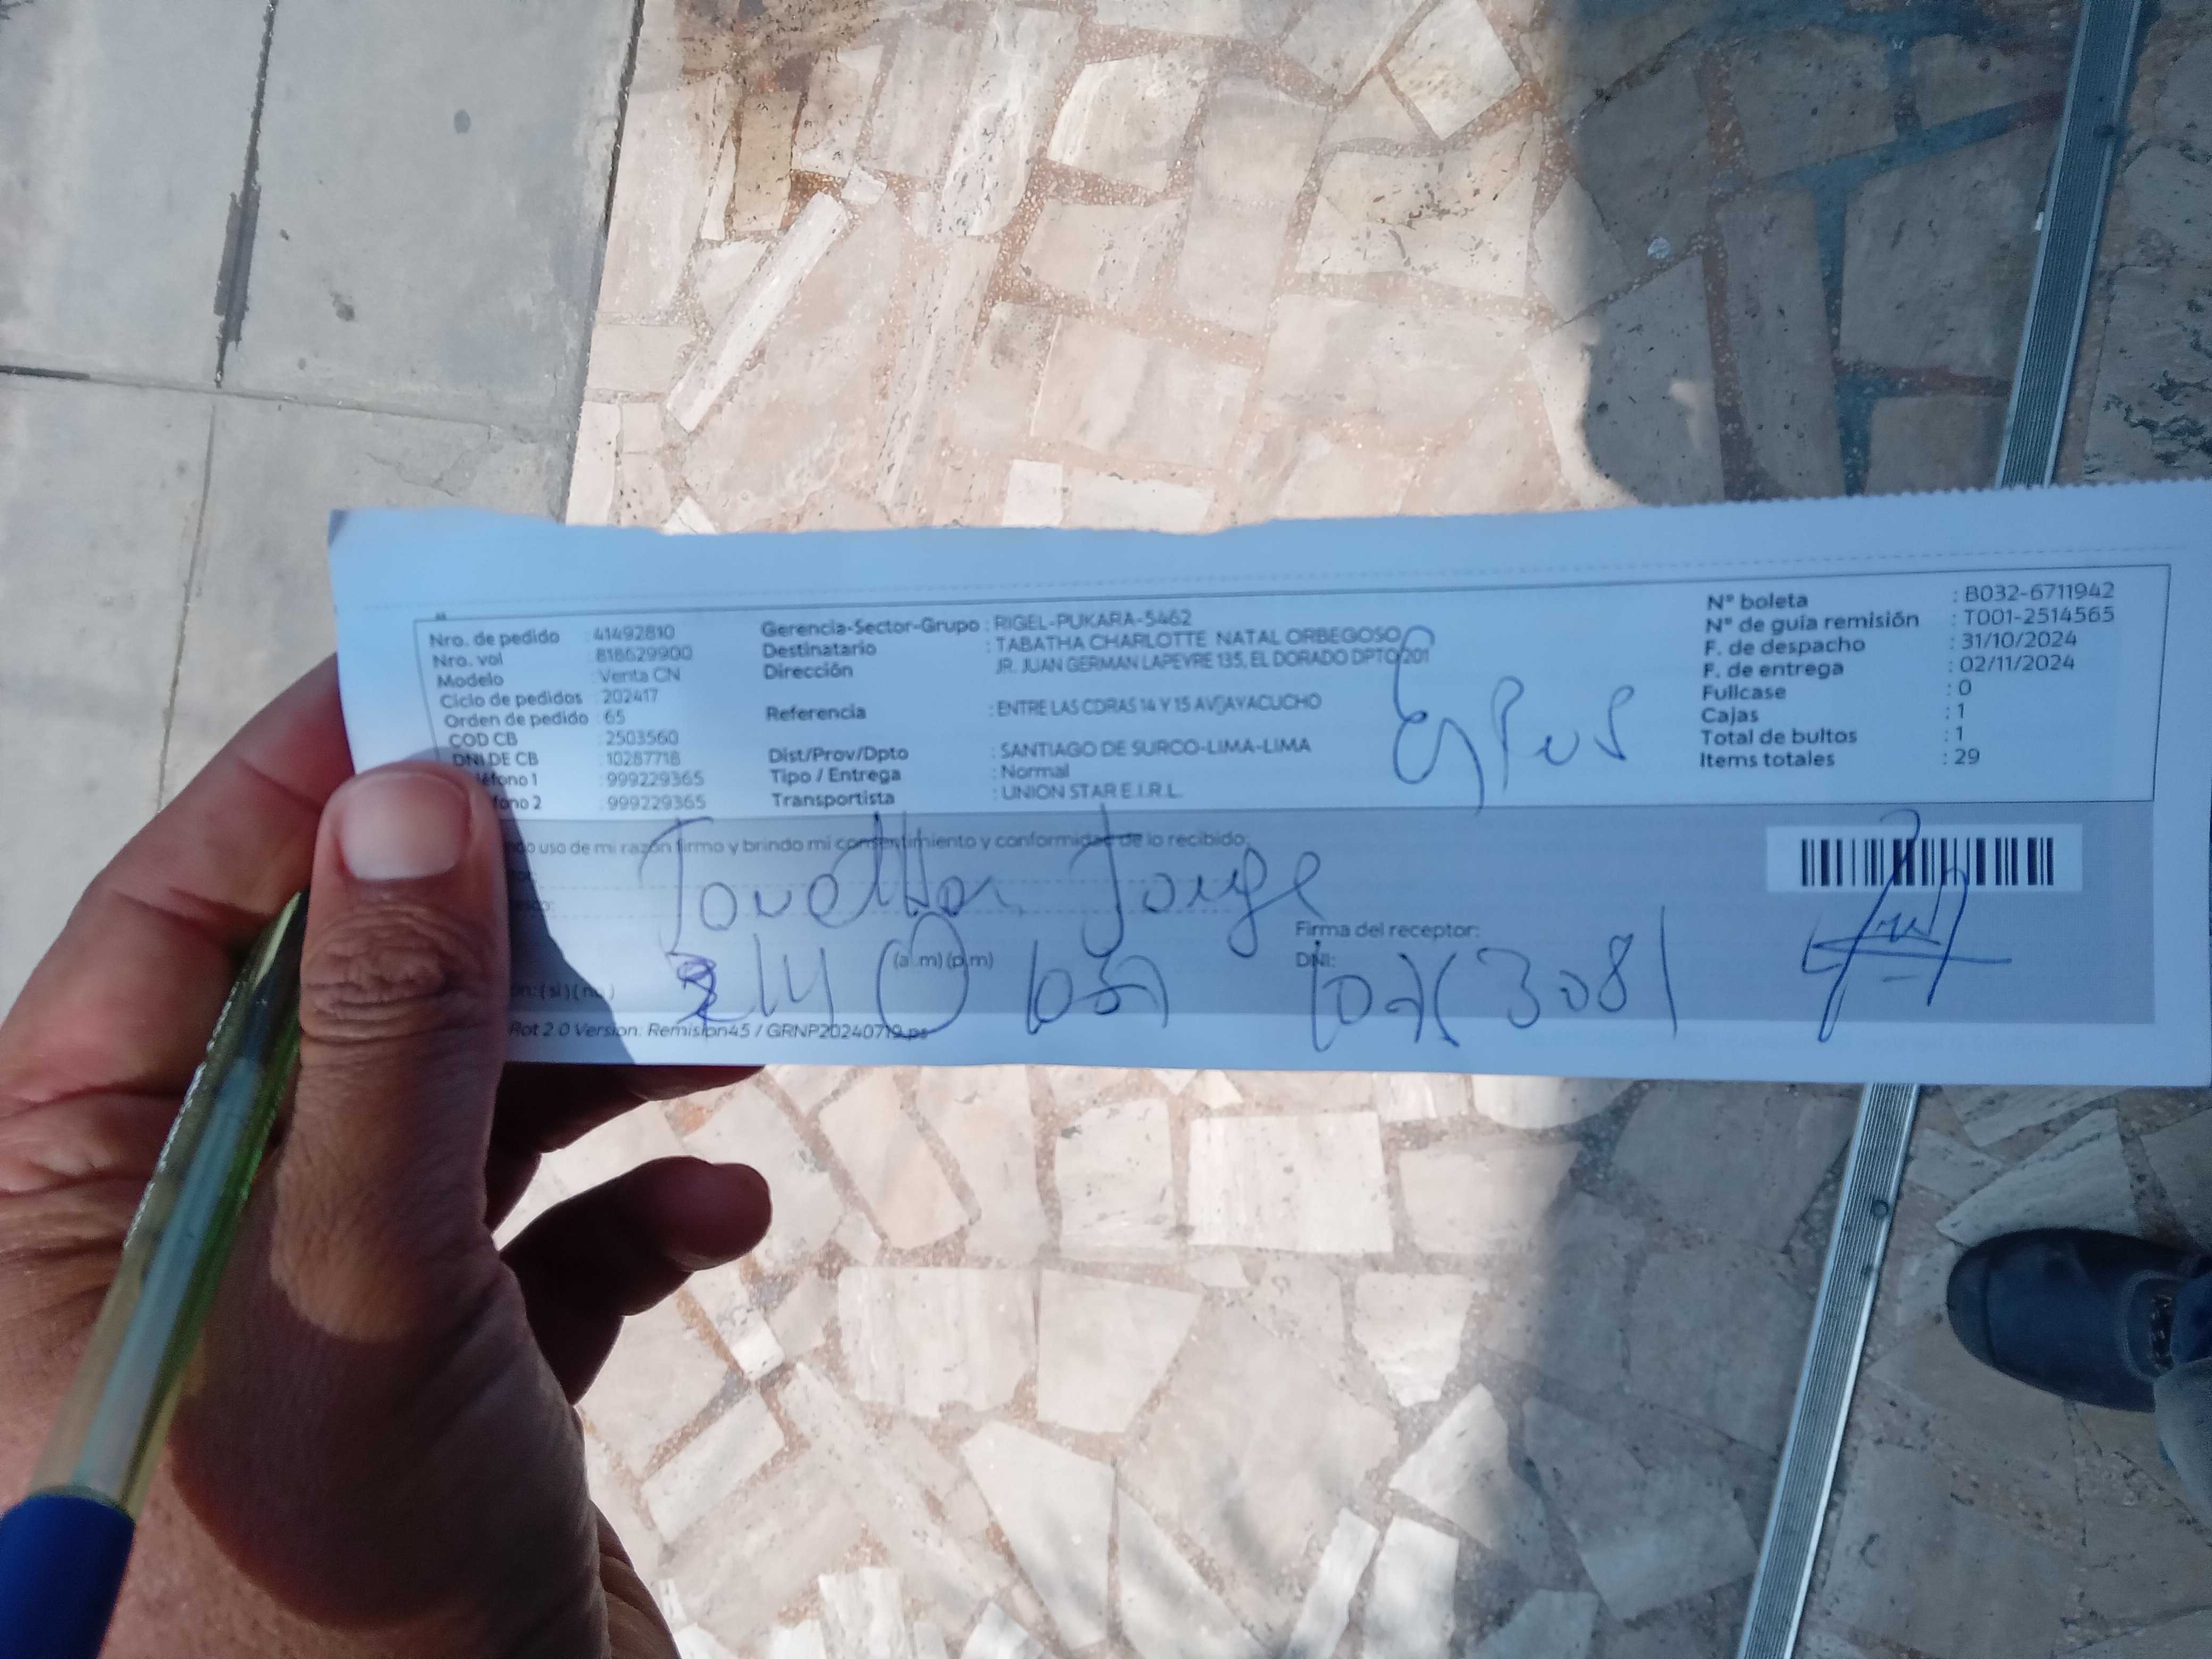 Nro. de pedido : 41492810
Nro. vol : 818629900
Modelo : Venta CN
Ciclo de pedidos : 202417
Orden de pedido : 65
COD CB : 2503560
DNI DE CB : 10287718
éfono 1 : 999229365
fono 2 : 999229365
Gerencia-Sector-Grupo : RIGEL-PUKARA-5462
Destinatario : TABATHA CHARLOTTE NATAL ORBEGOSO
Dirección JR. JUAN GERMAN LAPEYRE 135, EL DORADO DPTO 201
Referencia : ENTRE LAS CDRAS 14 Y 15 AV AYACUCHO
Dist/Prov/Dpto : SANTIAGO DE SURCO-LIMA-LIMA
Tipo / Entrega : Normal
Transportista : UNION STAR E.I.R.L.
N° boleta : B032-6711942
N° de guía remisión : T001-2514565
F. de despacho : 31/10/2024
F. de entrega : 02/11/2024
Fullcase : 0
Cajas : 1
Total de bultos : 1
Items totales : 29
uso de mi razón firmo y brindo mi consentimiento y conformidad de lo recibido:
Jorge
Firma del receptor:
(a.m) (p.m) DNI:
(si) (no)
Rot 2.0 Version: Remision45 / GRNP20240719.ps